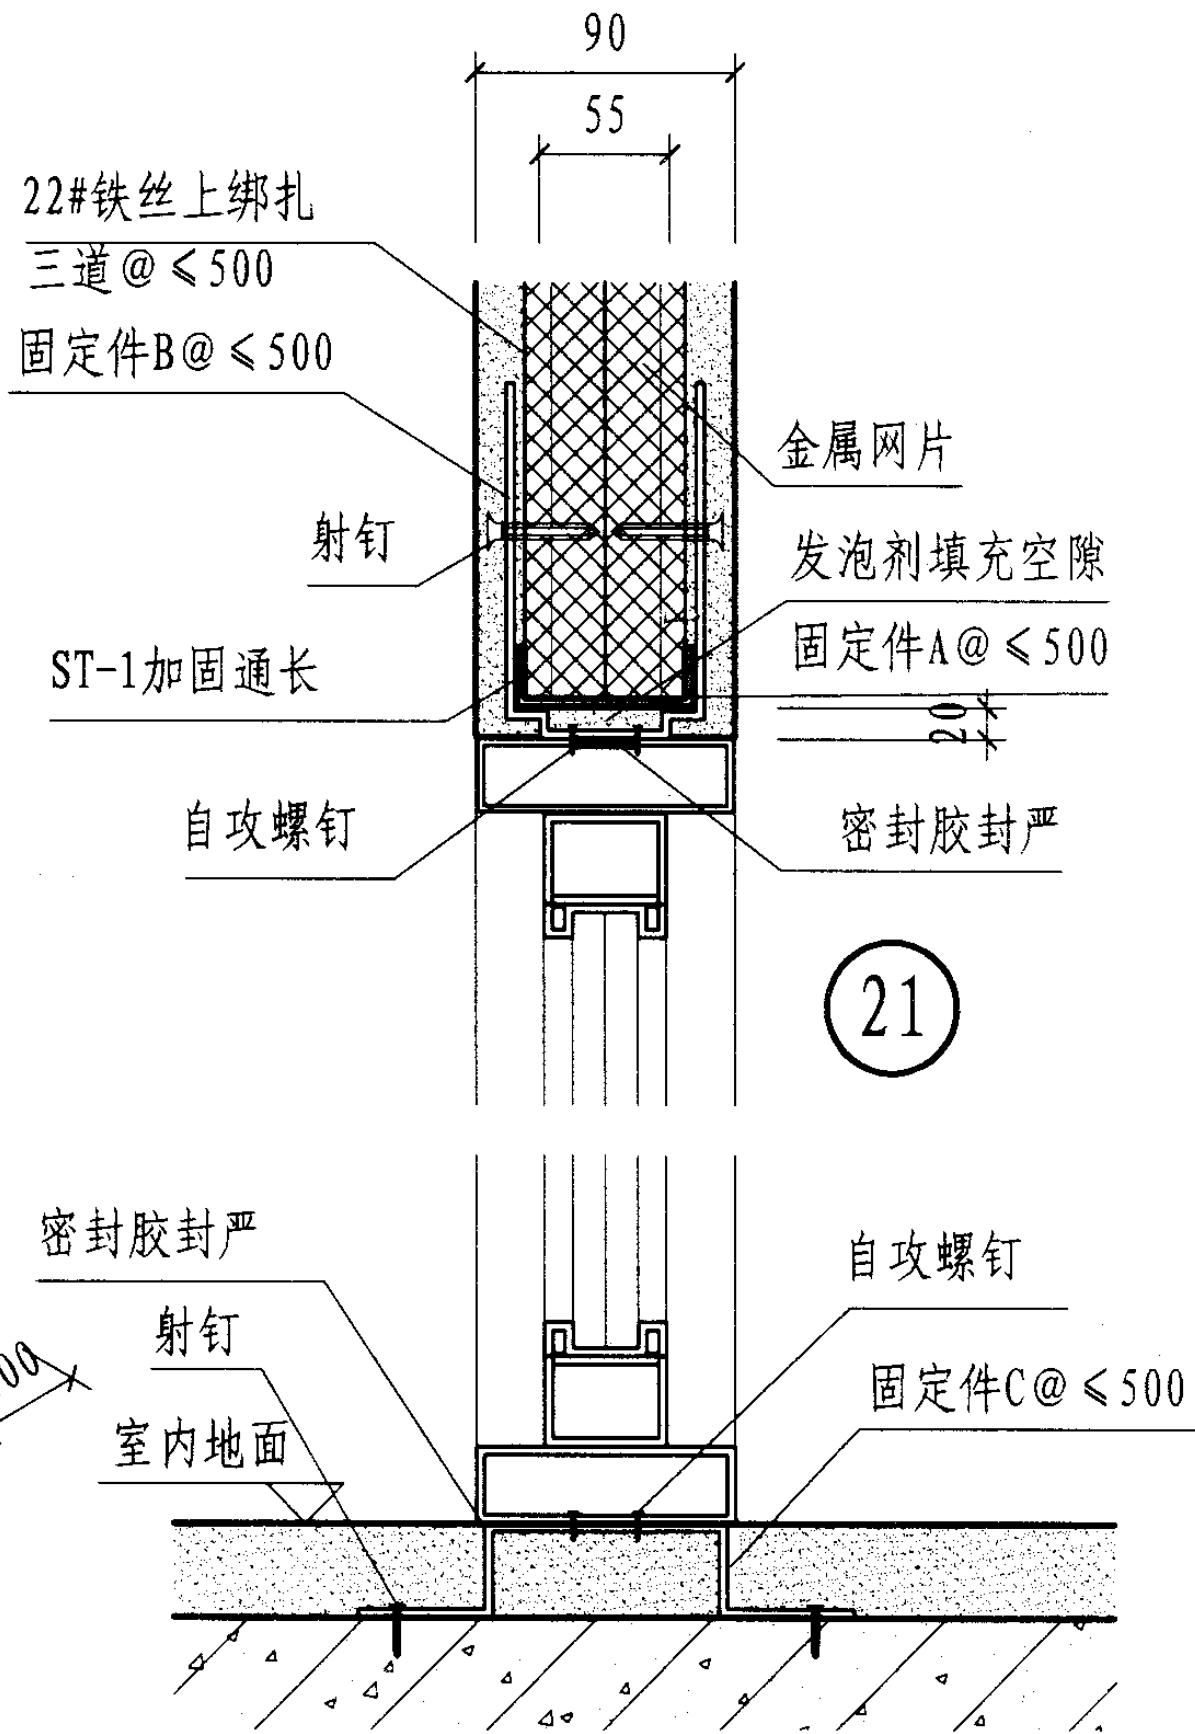 90
55
22#铁丝上绑扎
三道@≤500
固定件B@≤500
金属网片
射钉
发泡剂填充空隙
固定件A@≤500
ST-1加固通长
20
自攻螺钉
密封胶封严
21
密封胶封严
自攻螺钉
射钉
固定件C@≤500
室内地面